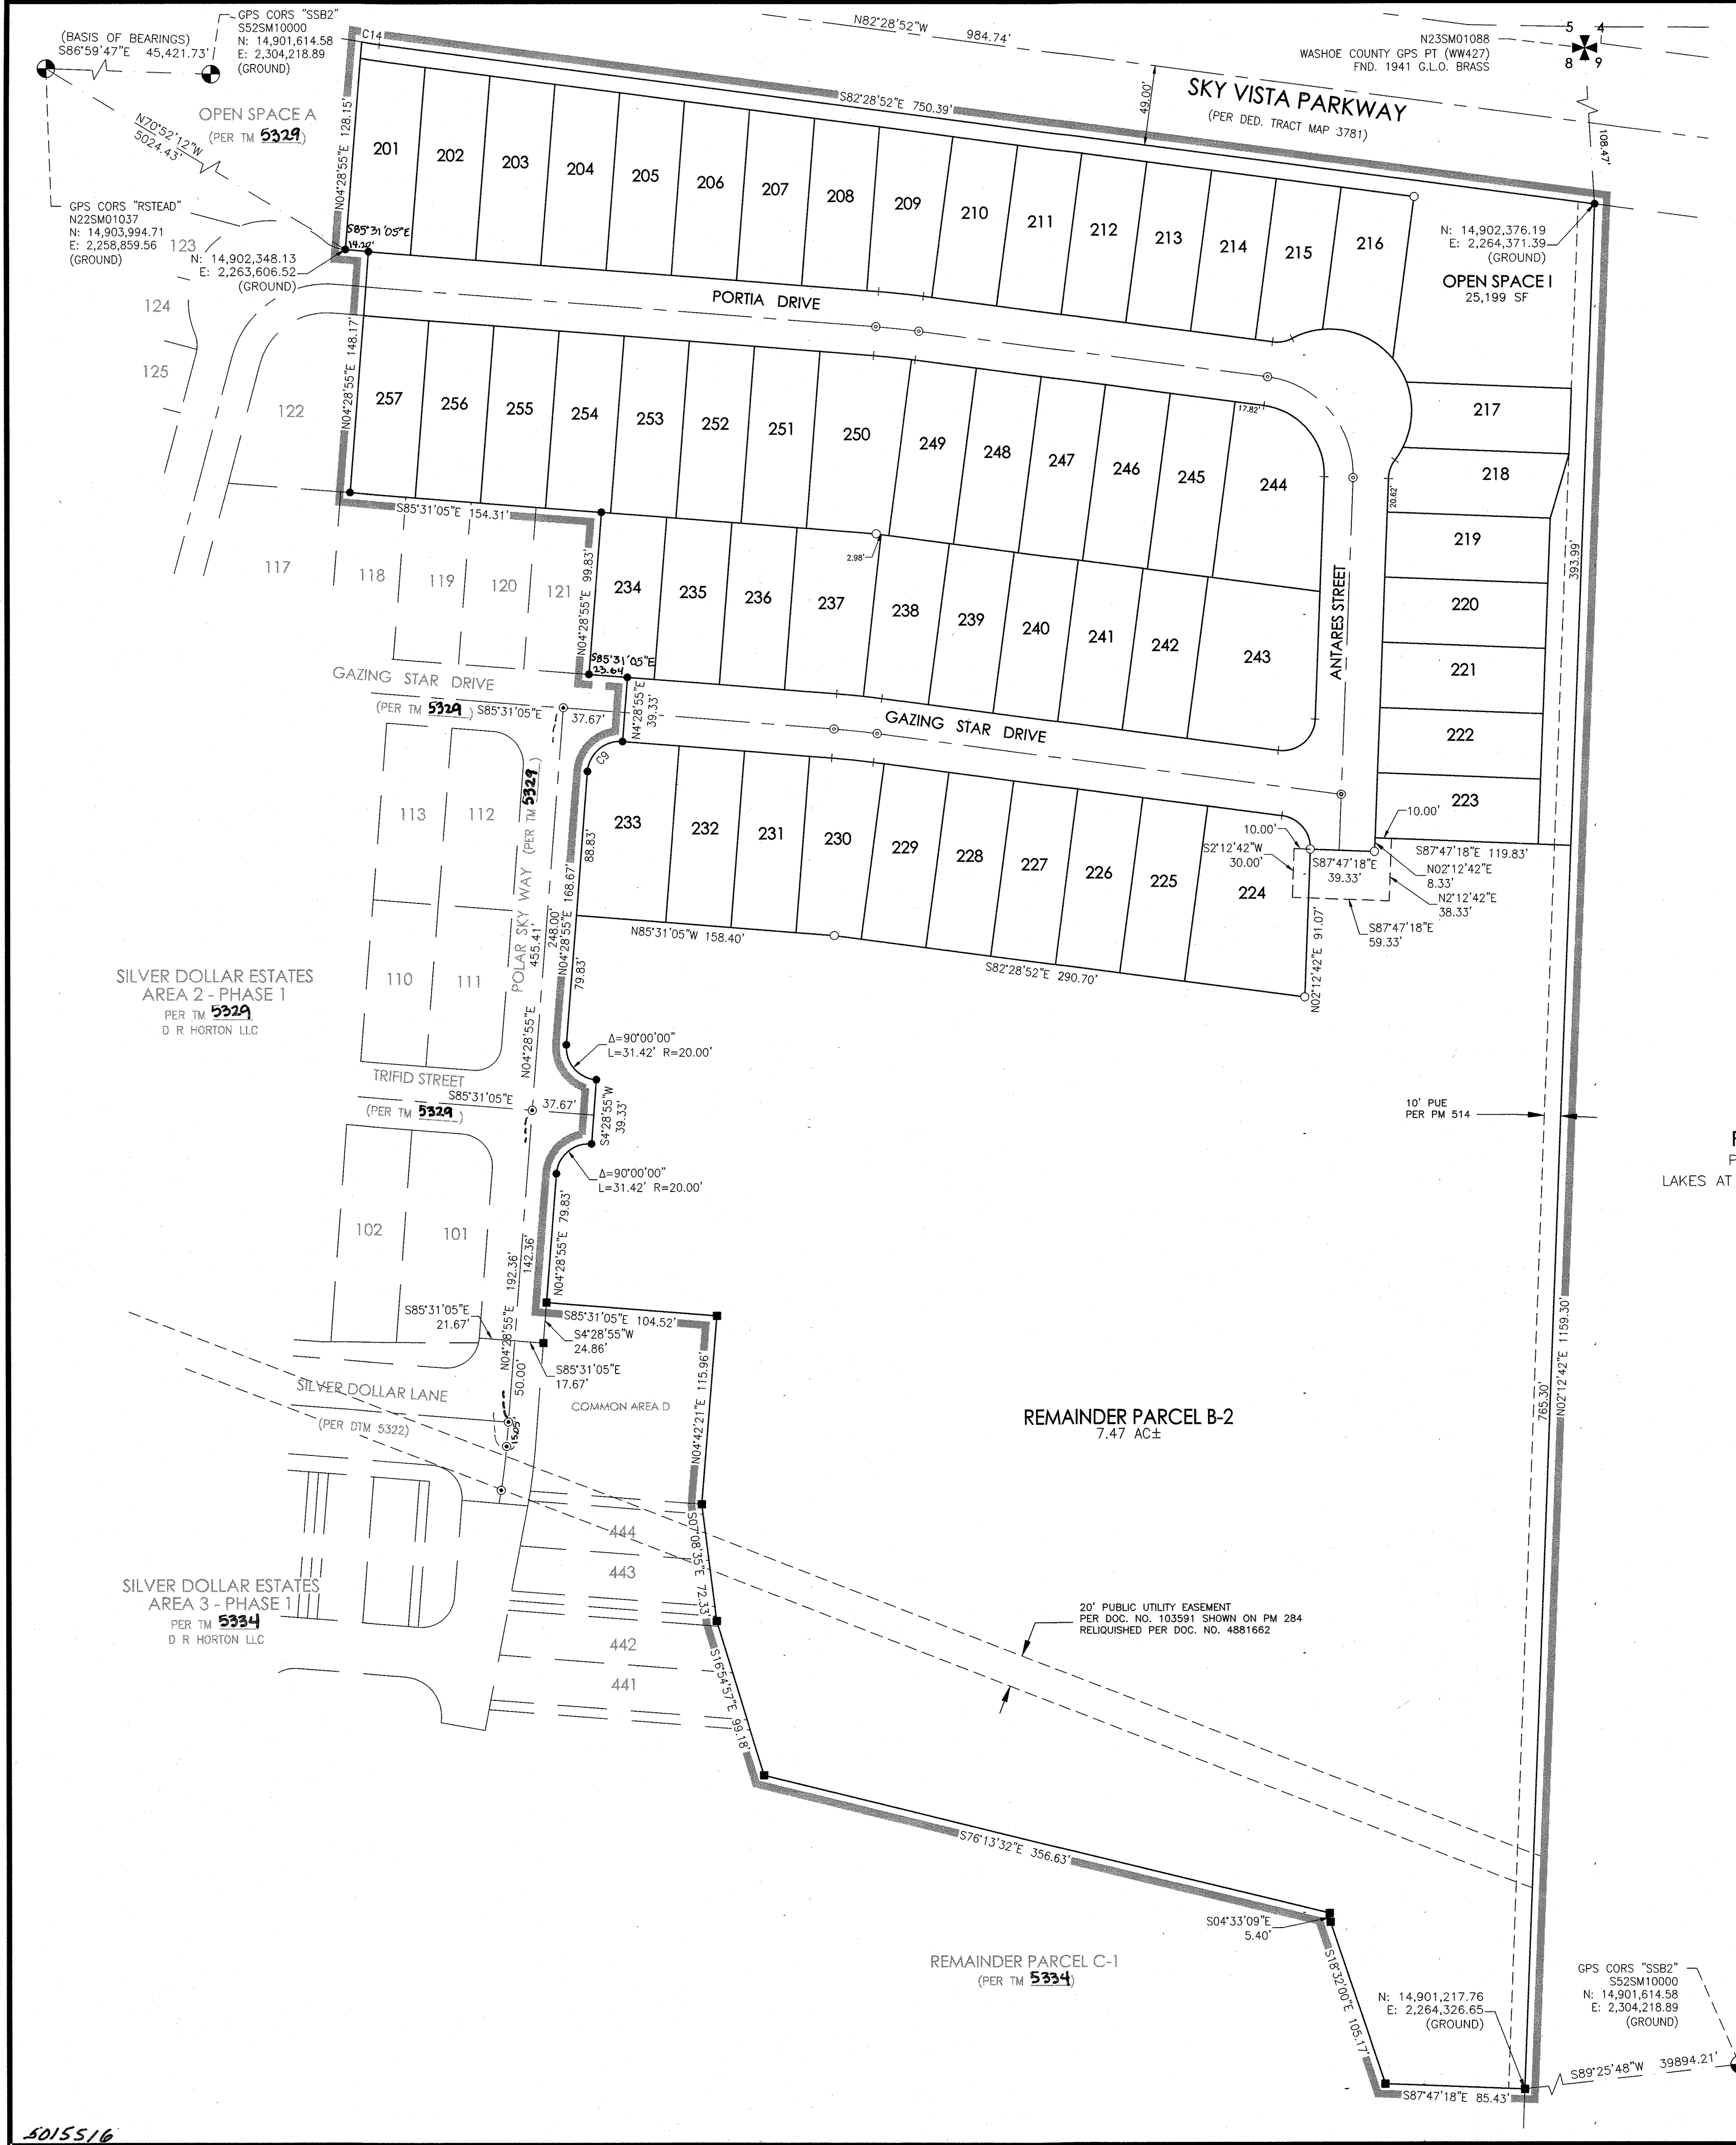 (BASIS OF BEARINGS)
S86°59'47"E 45,421.73'
GPS CORS "SSB2"
S52SM10000
N: 14,901,614.58
E: 2,304,218.89
(GROUND)
C14
N82°28'52"W 984.74'
5 4
8 9
N23SM01088
WASHOE COUNTY GPS PT (WW427)
FND. 1941 G.L.O. BRASS
SKY VISTA PARKWAY
(PER DED. TRACT MAP 3781)
49.00'
108.47'
S82°28'52"E 750.39'
OPEN SPACE A
(PER TM 5329)
N70°52'12"W
5024.43'
N04°28'55"E 128.15'
GPS CORS "RSTEAD"
N22SM01037
N: 14,903,994.71
E: 2,258,859.56
(GROUND)
N: 14,902,348.13
E: 2,263,606.52
(GROUND)
S85°31'05"E
14.20'
201
202
203
204
205
206
207
208
209
210
211
212
213
214
215
216
N: 14,902,376.19
E: 2,264,371.39
(GROUND)
OPEN SPACE I
25,199 SF
123
124
125
122
PORTIA DRIVE
N04°28'55"E 148.17'
257
256
255
254
253
252
251
250
249
248
247
246
245
244
17.82'
20.62'
217
218
219
220
221
222
223
393.99'
S85°31'05"E 154.31'
117
118
119
120
121
N04°28'55"E 99.83'
2.98'
234
235
236
237
238
239
240
241
242
243
ANTARES STREET
S85°31'05"E
23.64
GAZING STAR DRIVE
(PER TM 5329) S85°31'05"E
37.67'
N4°28'55"E
39.33'
GAZING STAR DRIVE
C9
113
112
110
111
POLAR SKY WAY (PER TM 5329)
88.83'
N04°28'55"E 168.67'
79.83'
248.00'
455.41'
N04°28'55"E
233
232
231
230
229
228
227
226
225
224
10.00'
S2°12'42"W
30.00'
S87°47'18"E
39.33'
10.00'
S87°47'18"E 119.83'
N02°12'42"E
8.33'
N2°12'42"E
38.33'
S87°47'18"E
59.33'
N02°12'42"E 91.07'
N85°31'05"W 158.40'
S82°28'52"E 290.70'
SILVER DOLLAR ESTATES
AREA 2 - PHASE 1
PER TM 5329
D R HORTON LLC
Δ=90°00'00"
L=31.42' R=20.00'
TRIFID STREET
S85°31'05"E
37.67'
(PER TM 5329)
S4°28'55"W
39.33'
Δ=90°00'00"
L=31.42' R=20.00'
10' PUE
PER PM 514
LAKES AT
102
101
N04°28'55"E 79.83'
142.36'
192.36'
N04°28'55"E
50.00'
S85°31'05"E
21.67'
S85°31'05"E 104.52'
S4°28'55"W
24.86'
S85°31'05"E
17.67'
SILVER DOLLAR LANE
(PER DTM 5322)
15.05'
COMMON AREA D
N04°42'21"E 115.96'
REMAINDER PARCEL B-2
7.47 AC±
765.30'
N02°12'42"E 1159.30'
444
443
442
441
S07°08'35"E 72.33'
S16°54'57"E 99.18'
SILVER DOLLAR ESTATES
AREA 3 - PHASE 1
PER TM 5334
D R HORTON LLC
20' PUBLIC UTILITY EASEMENT
PER DOC. NO. 103591 SHOWN ON PM 284
RELIQUISHED PER DOC. NO. 4881662
S76°13'32"E 356.63'
S04°33'09"E
5.40'
REMAINDER PARCEL C-1
(PER TM 5334)
S18°32'00"E 105.17'
N: 14,901,217.76
E: 2,264,326.65
(GROUND)
GPS CORS "SSB2"
S52SM10000
N: 14,901,614.58
E: 2,304,218.89
(GROUND)
S89°25'48"W 39894.21'
S87°47'18"E 85.43'
5015516